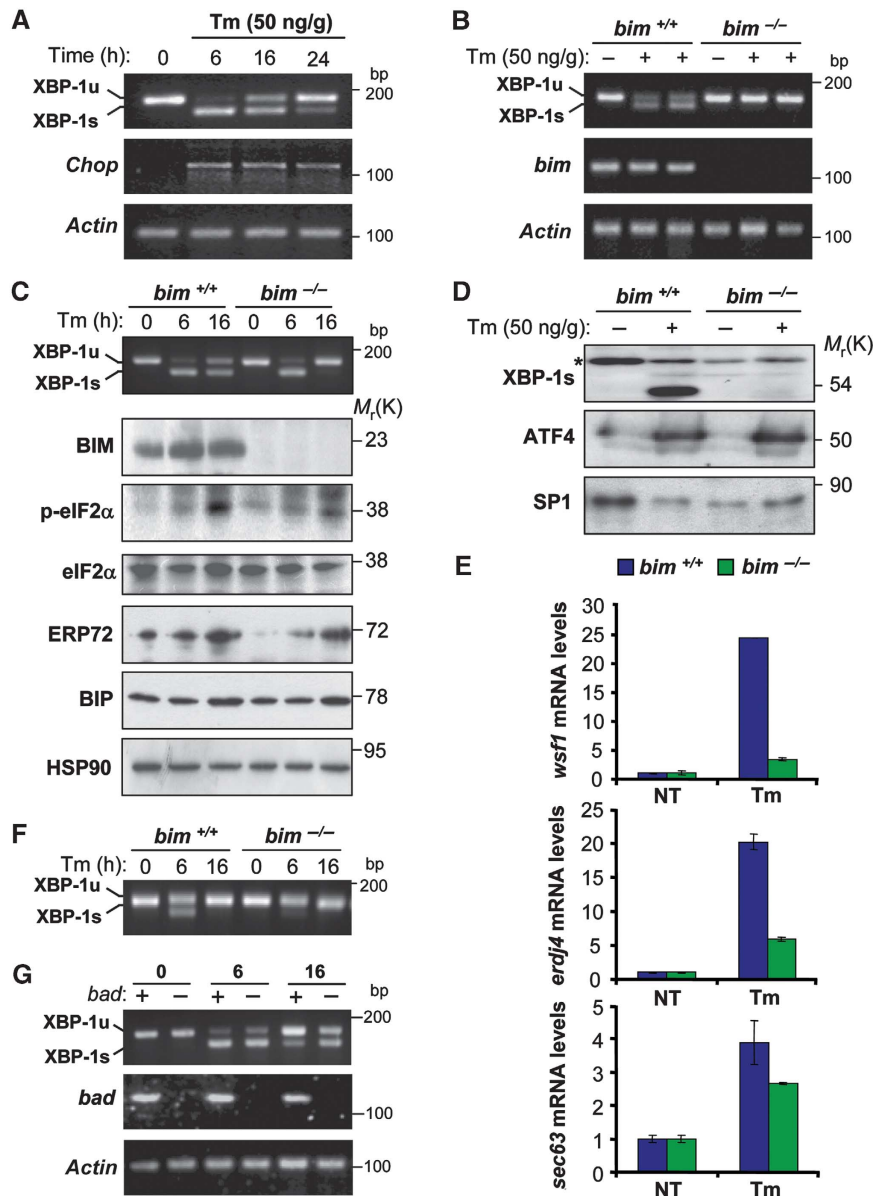 A
Tm (50 ng/g)
Time (h): 0 6 16 24
bp
XBP-1u
200
XBP-1s
Chop
100
Actin
100
B
bim +/+ bim –/–
Tm (50 ng/g): – + + – + +
bp
XBP-1u
200
XBP-1s
bim
100
Actin
100
C
bim +/+ bim –/–
Tm (h): 0 6 16 0 6 16
bp
XBP-1u
200
XBP-1s
Mr(K)
BIM
23
p-eIF2α
38
eIF2α
38
ERP72
72
BIP
78
HSP90
95
D
bim +/+ bim –/–
Tm (50 ng/g): – + – +
Mr(K)
*
XBP-1s
54
ATF4
50
SP1
90
E
bim +/+ bim –/–
wsf1 mRNA levels
30
25
20
15
10
5
0
NT Tm
erdj4 mRNA levels
25
20
15
10
5
0
NT Tm
sec63 mRNA levels
5
4
3
2
1
0
NT Tm
F
bim +/+ bim –/–
Tm (h): 0 6 16 0 6 16
bp
XBP-1u
200
XBP-1s
G
0 6 16
bad: + – + – + –
bp
XBP-1u
200
XBP-1s
bad
100
Actin
100